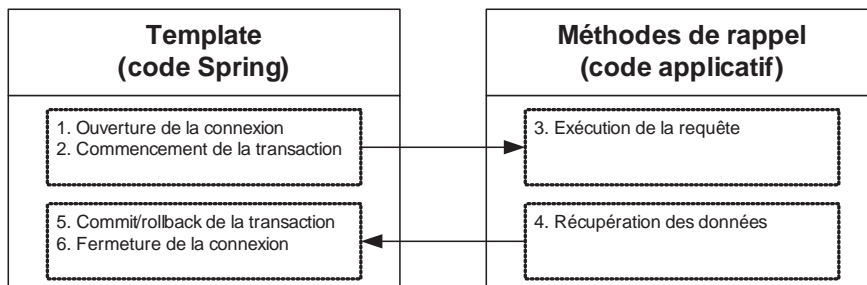 Template
(code Spring)
Méthodes de rappel
(code applicatif)
1. Ouverture de la connexion
2. Commencement de la transaction
3. Exécution de la requête
5. Commit/rollback de la transaction
6. Fermeture de la connexion
4. Récupération des données